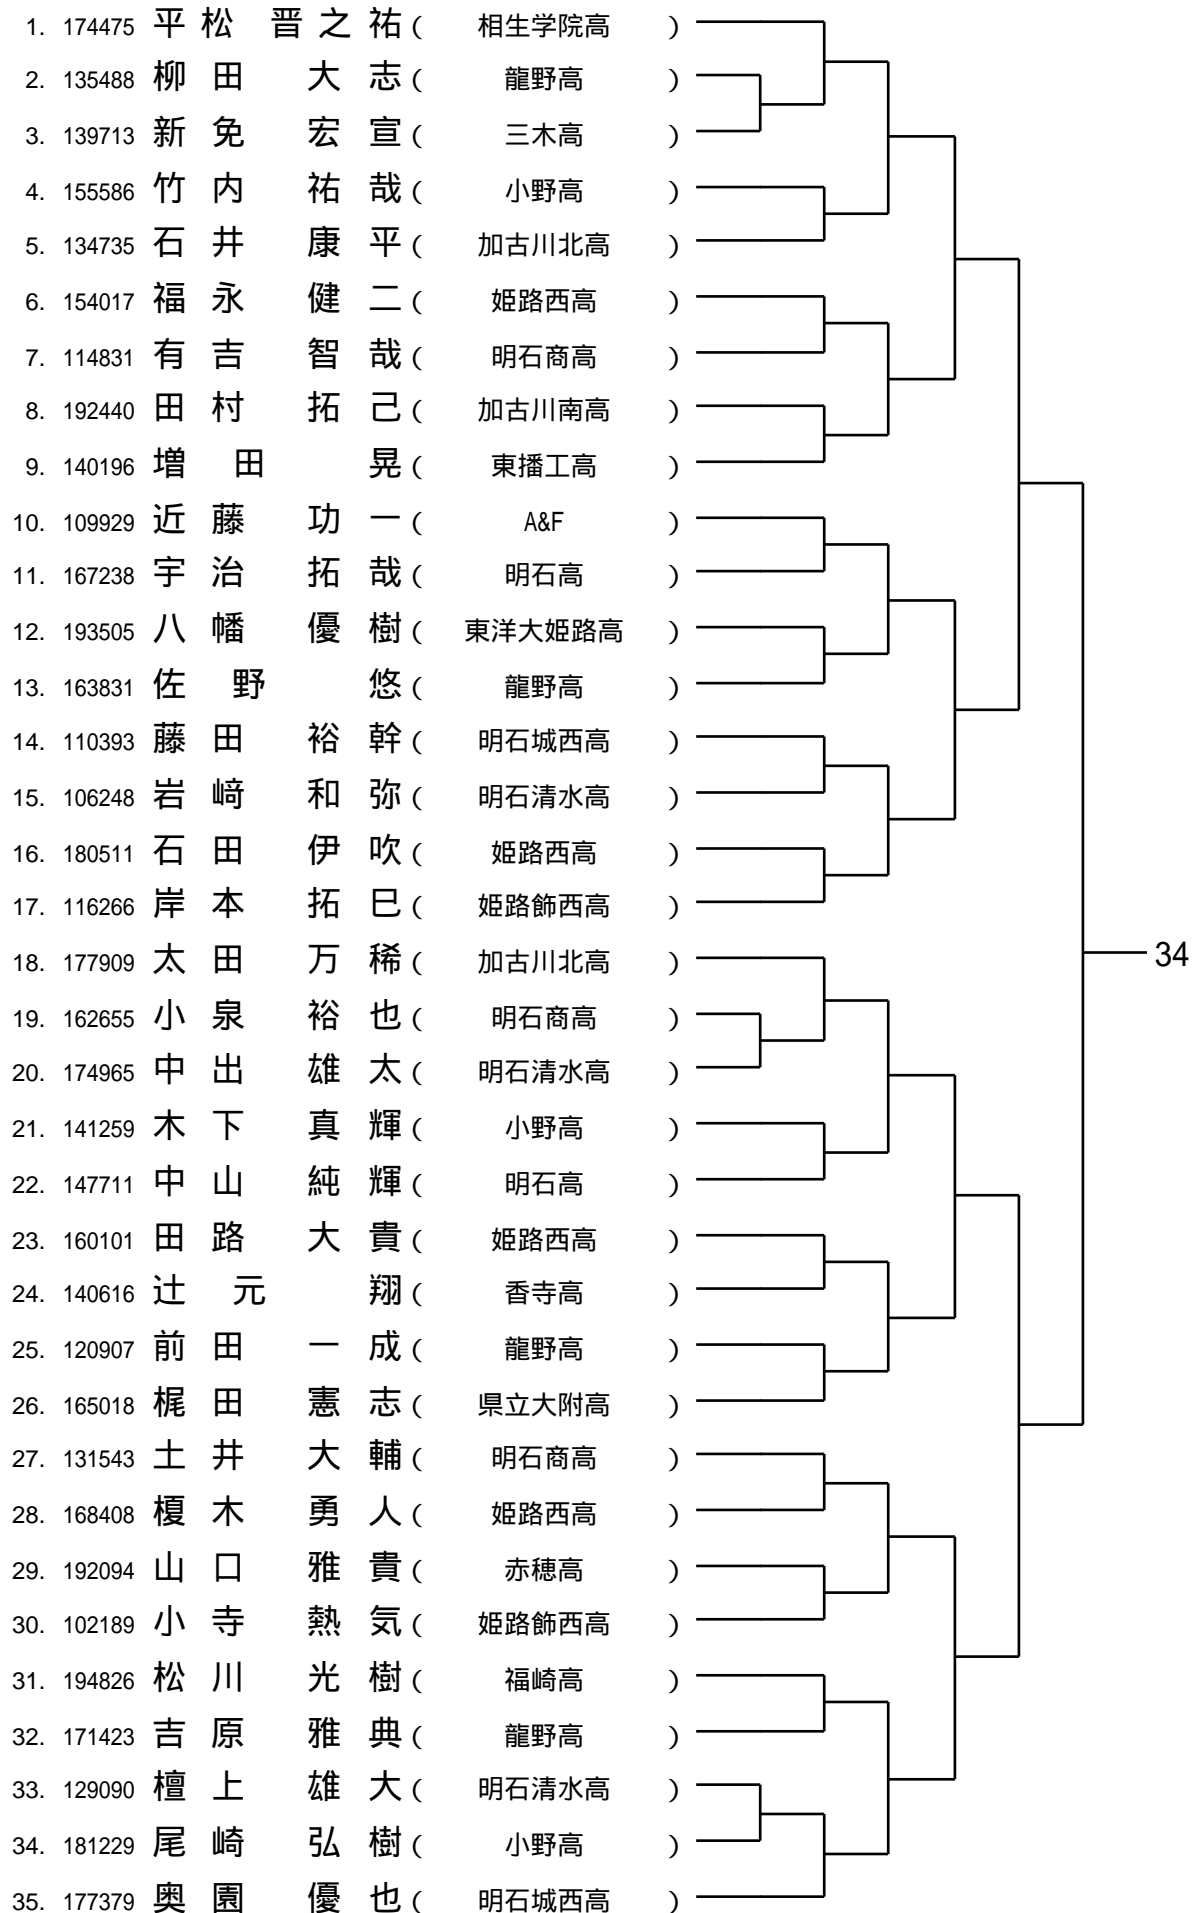 1. 174475 平松 晋之祐( 相生学院高 )
2. 135488 柳田 大志( 龍野高 )
3. 139713 新免 宏宣( 三木高 )
4. 155586 竹内 祐哉( 小野高 )
5. 134735 石井 康平( 加古川北高 )
6. 154017 福永 健二( 姫路西高 )
7. 114831 有吉 智哉( 明石商高 )
8. 192440 田村 拓己( 加古川南高 )
9. 140196 増田 晃( 東播工高 )
10. 109929 近藤 功一( A&F )
11. 167238 宇治 拓哉( 明石高 )
12. 193505 八幡 優樹( 東洋大姫路高 )
13. 163831 佐野 悠( 龍野高 )
14. 110393 藤田 裕幹( 明石城西高 )
15. 106248 岩﨑 和弥( 明石清水高 )
16. 180511 石田 伊吹( 姫路西高 )
17. 116266 岸本 拓巳( 姫路飾西高 )
18. 177909 太田 万稀( 加古川北高 )
34
19. 162655 小泉 裕也( 明石商高 )
20. 174965 中出 雄太( 明石清水高 )
21. 141259 木下 真輝( 小野高 )
22. 147711 中山 純輝( 明石高 )
23. 160101 田路 大貴( 姫路西高 )
24. 140616 辻元 翔( 香寺高 )
25. 120907 前田 一成( 龍野高 )
26. 165018 梶田 憲志( 県立大附高 )
27. 131543 土井 大輔( 明石商高 )
28. 168408 榎木 勇人( 姫路西高 )
29. 192094 山口 雅貴( 赤穂高 )
30. 102189 小寺 熱気( 姫路飾西高 )
31. 194826 松川 光樹( 福崎高 )
32. 171423 吉原 雅典( 龍野高 )
33. 129090 檀上 雄大( 明石清水高 )
34. 181229 尾崎 弘樹( 小野高 )
35. 177379 奥園 優也( 明石城西高 )